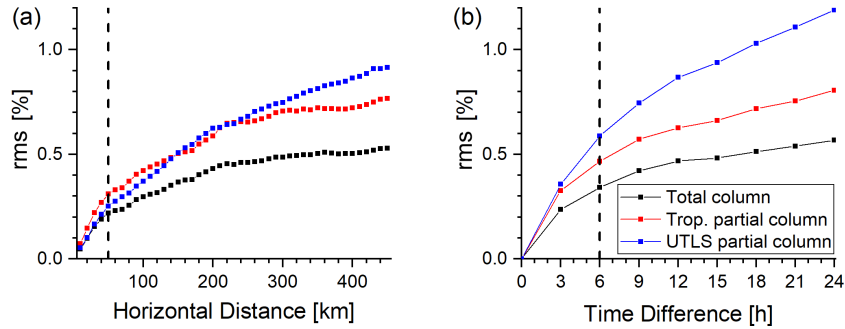 (a)
1.0
0.5
0.0
rms [%]
100 200 300 400
Horizontal Distance [km]
(b)
1.0
0.5
0.0
rms [%]
Total column
Trop. partial column
UTLS partial column
0 3 6 9 12 15 18 21 24
Time Difference [h]